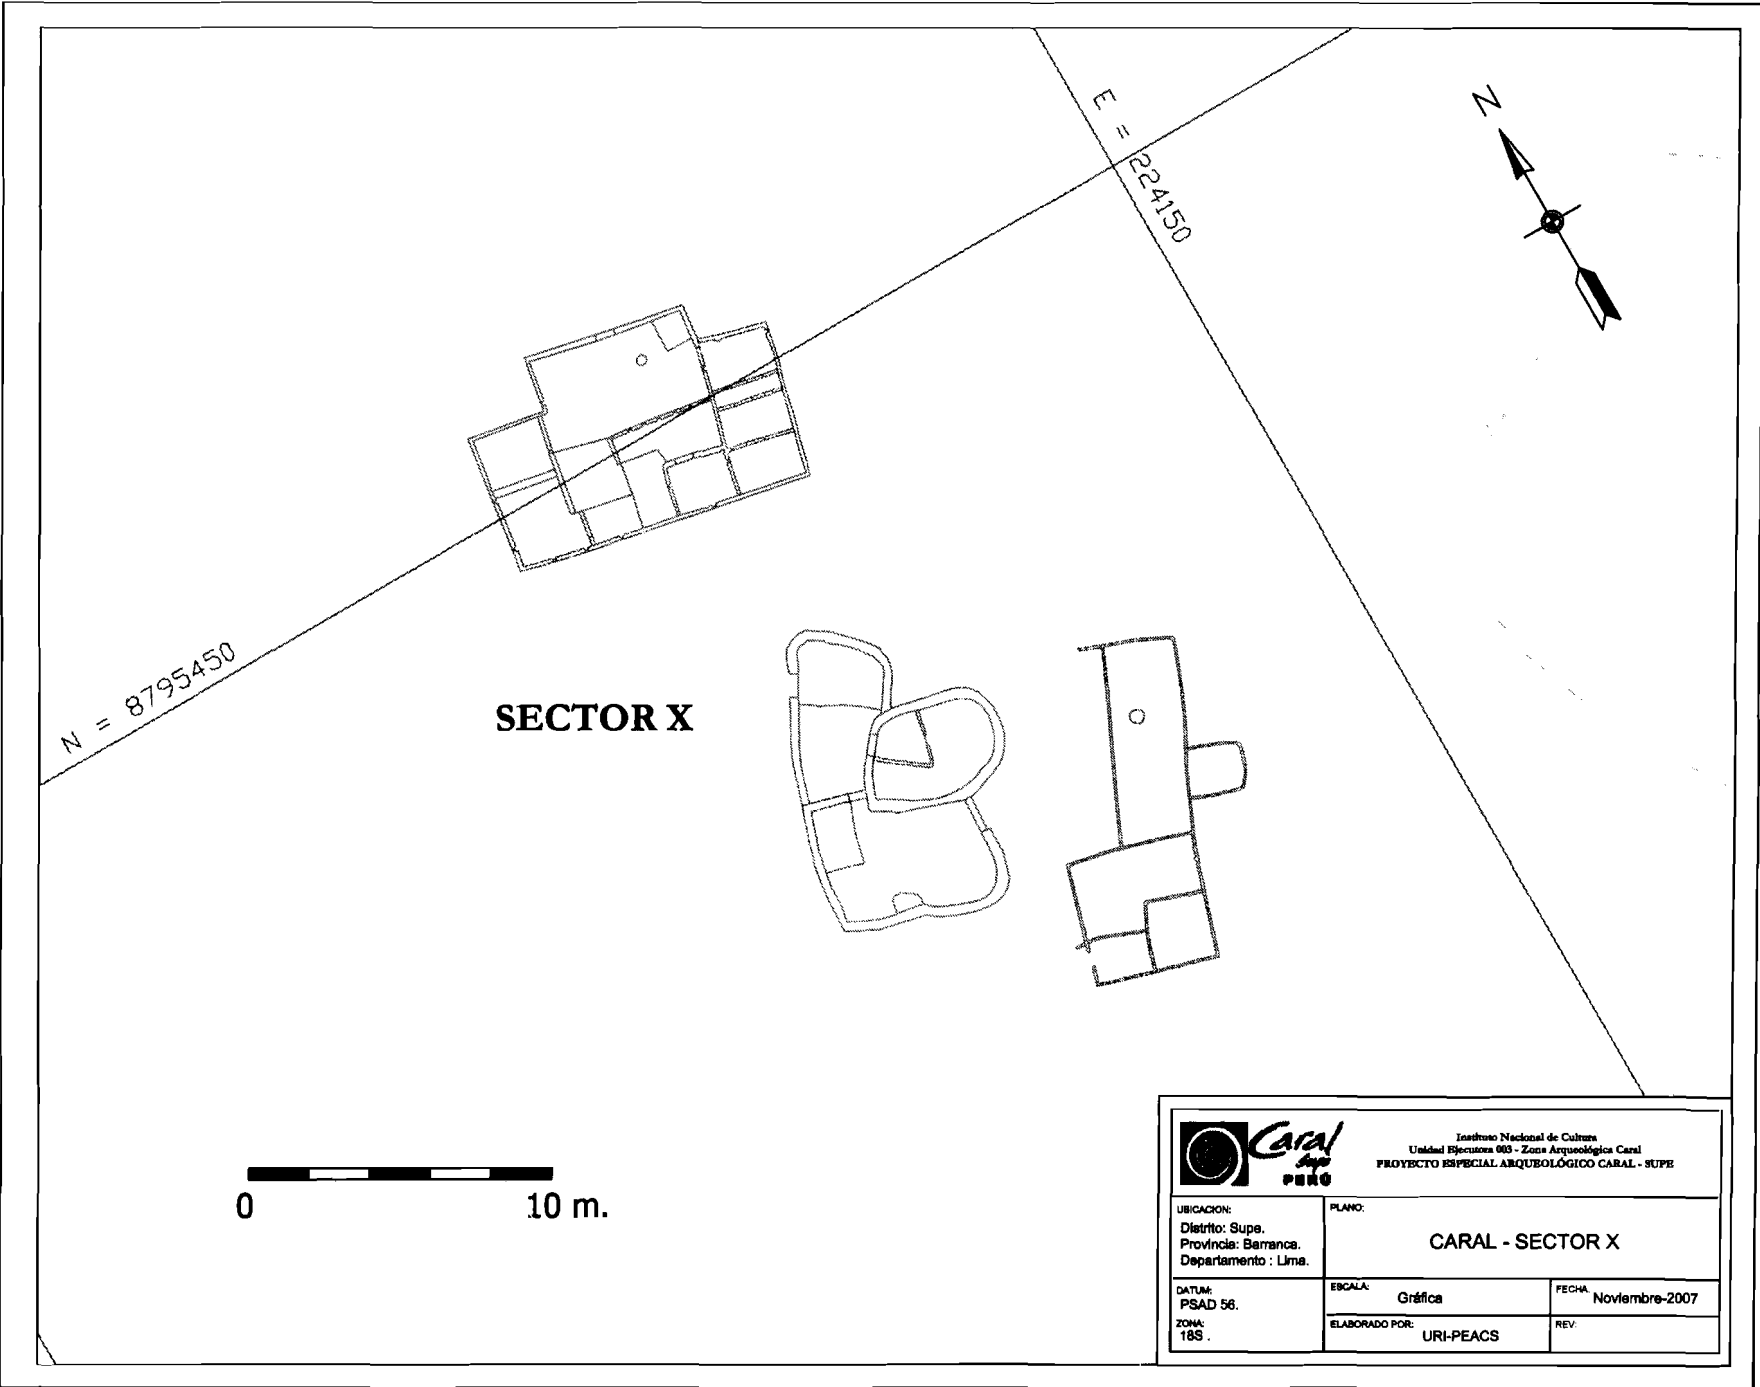 N
E = 224150
N = 8795450
SECTOR X
0 10 m.
Caral
Supe
PERÚ
Instituto Nacional de Cultura
Unidad Ejecutora 003 - Zona Arqueológica Caral
PROYECTO ESPECIAL ARQUEOLÓGICO CARAL - SUPE
UBICACION:
Distrito: Supe.
Provincia: Barranca.
Departamento : Lima.
PLANO:
CARAL - SECTOR X
DATUM:
PSAD 56.
ZONA:
18S .
ESCALA:
Gráfica
FECHA:
Noviembre-2007
ELABORADO POR:
URI-PEACS
REV: